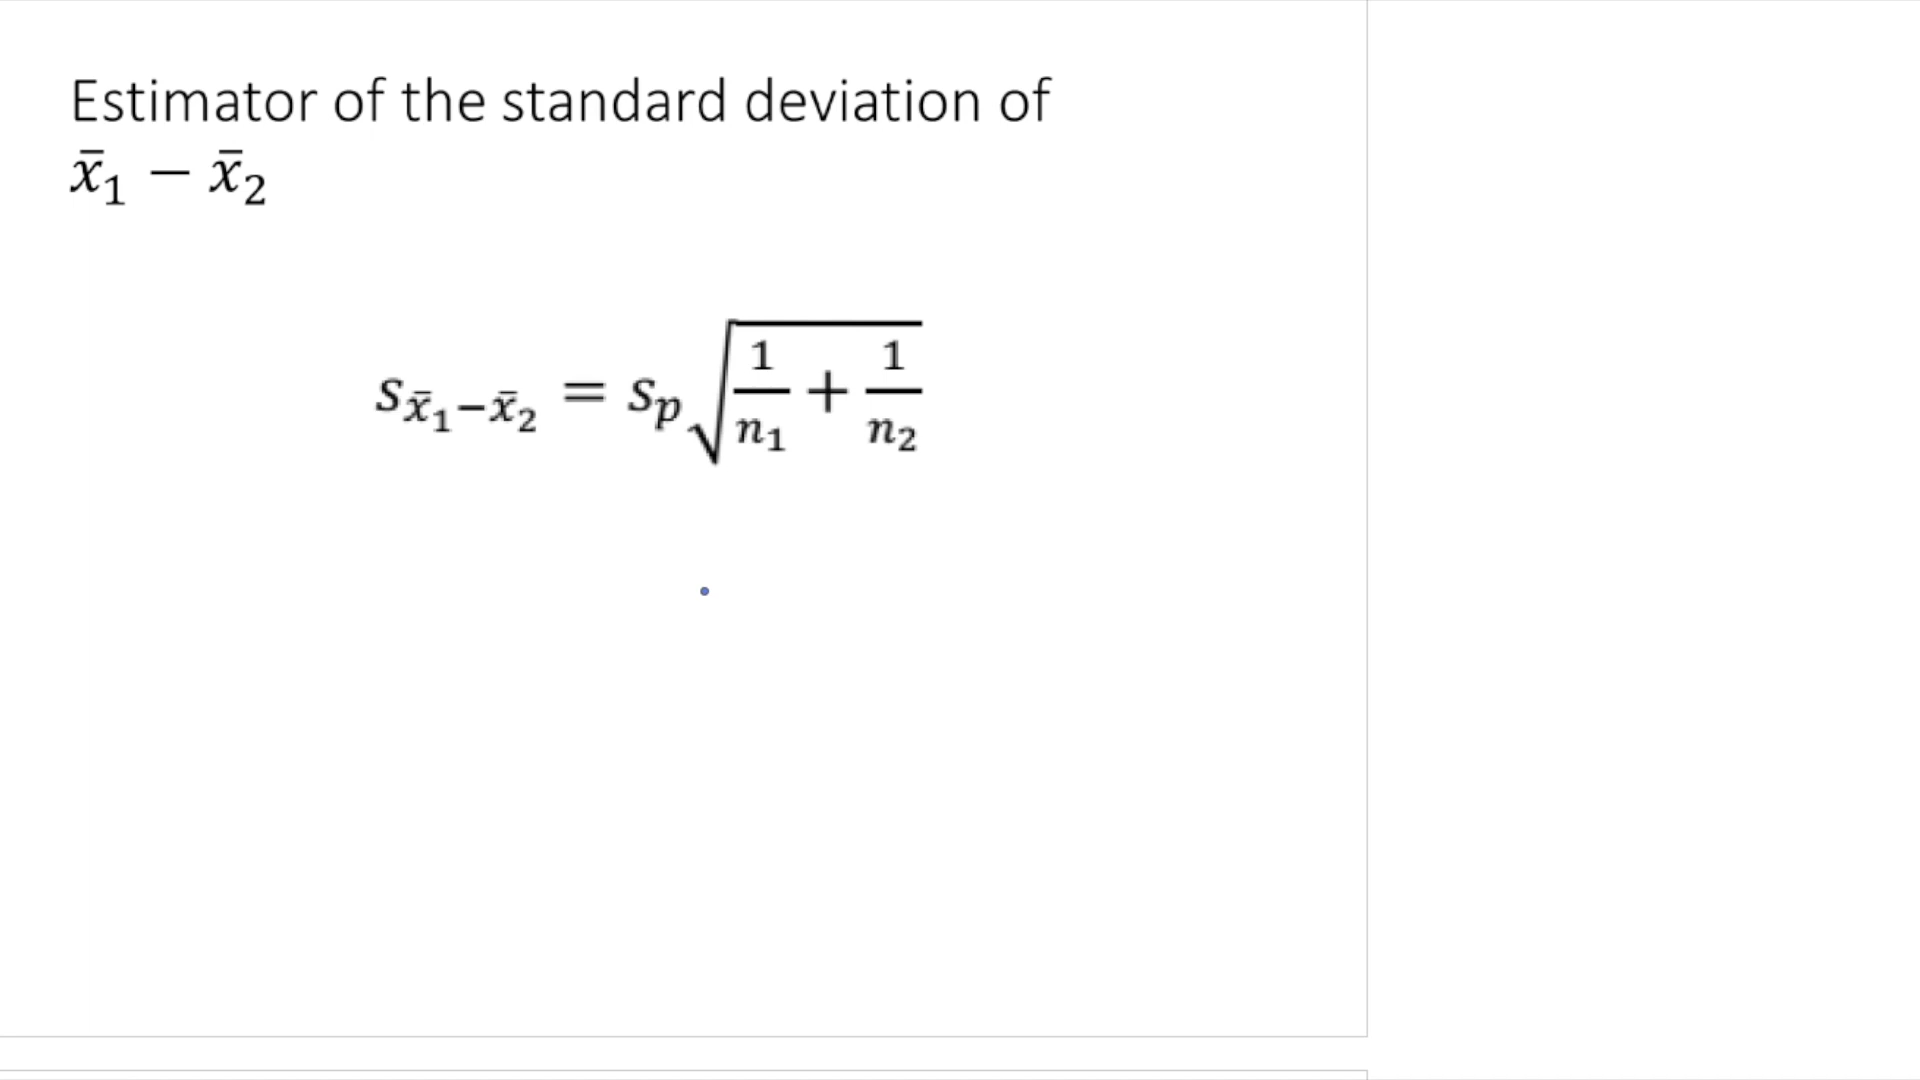 Estimator of the standard deviation of
x̄₁ − x̄₂
s_{x̄₁−x̄₂} = s_p √(1/n₁ + 1/n₂)